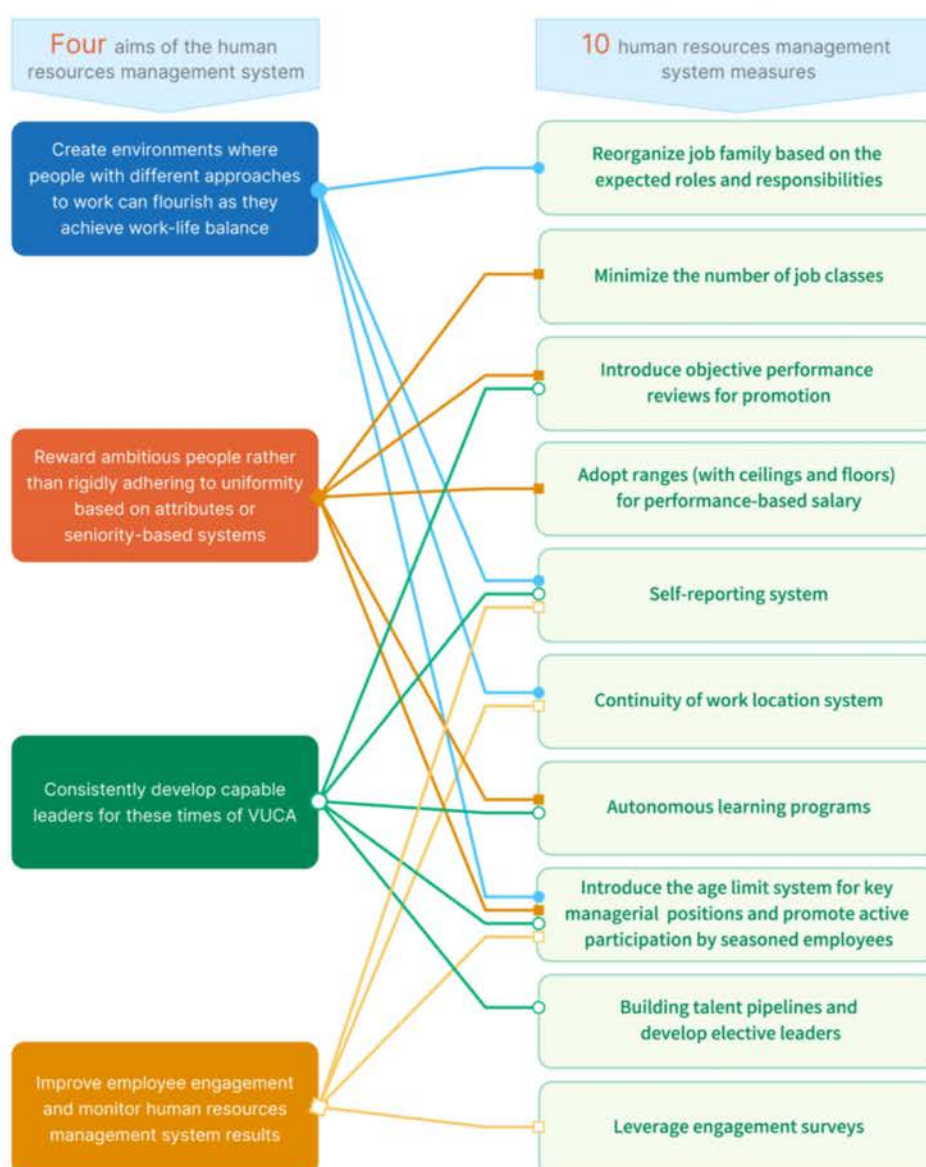 Four aims of the human
resources management system
10 human resources management
system measures
Create environments where
people with different approaches
to work can flourish as they
achieve work-life balance
Reward ambitious people rather
than rigidly adhering to uniformity
based on attributes or
seniority-based systems
Consistently develop capable
leaders for these times of VUCA
Improve employee engagement
and monitor human resources
management system results
Reorganize job family based on the
expected roles and responsibilities
Minimize the number of job classes
Introduce objective performance
reviews for promotion
Adopt ranges (with ceilings and floors)
for performance-based salary
Self-reporting system
Continuity of work location system
Autonomous learning programs
Introduce the age limit system for key
managerial positions and promote active
participation by seasoned employees
Building talent pipelines and
develop elective leaders
Leverage engagement surveys